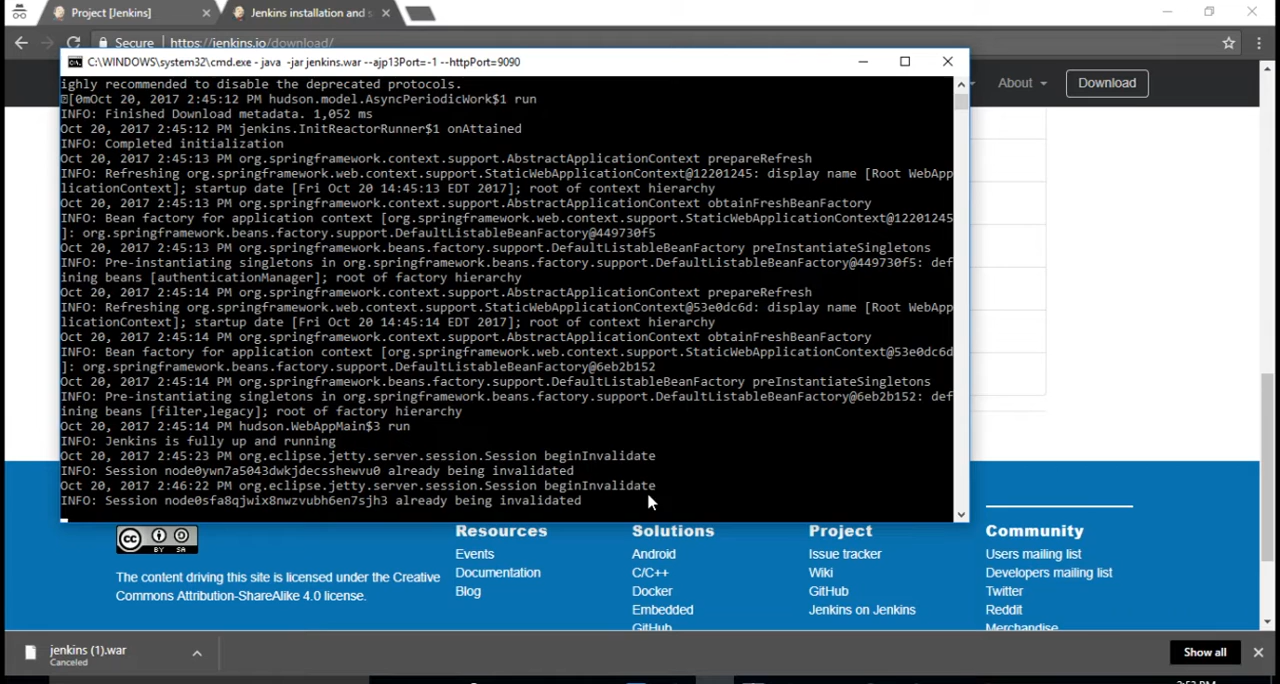 Project [Jenkins]
Jenkins installation and s
Secure https://jenkins.io/download/
C:\WINDOWS\system32\cmd.exe - java -jar jenkins.war --ajp13Port=-1 --httpPort=9090
About
Download
ighly recommended to disable the deprecated protocols.
[0mOct 20, 2017 2:45:12 PM hudson.model.AsyncPeriodicWork$1 run
INFO: Finished Download metadata. 1,052 ms
Oct 20, 2017 2:45:12 PM jenkins.InitReactorRunner$1 onAttained
INFO: Completed initialization
Oct 20, 2017 2:45:13 PM org.springframework.context.support.AbstractApplicationContext prepareRefresh
INFO: Refreshing org.springframework.web.context.support.StaticWebApplicationContext@12201245: display name [Root WebApp
licationContext]; startup date [Fri Oct 20 14:45:13 EDT 2017]; root of context hierarchy
Oct 20, 2017 2:45:13 PM org.springframework.context.support.AbstractApplicationContext obtainFreshBeanFactory
INFO: Bean factory for application context [org.springframework.web.context.support.StaticWebApplicationContext@12201245
]: org.springframework.beans.factory.support.DefaultListableBeanFactory@449730f5
Oct 20, 2017 2:45:13 PM org.springframework.beans.factory.support.DefaultListableBeanFactory preInstantiateSingletons
INFO: Pre-instantiating singletons in org.springframework.beans.factory.support.DefaultListableBeanFactory@449730f5: def
ining beans [authenticationManager]; root of factory hierarchy
Oct 20, 2017 2:45:14 PM org.springframework.context.support.AbstractApplicationContext prepareRefresh
INFO: Refreshing org.springframework.web.context.support.StaticWebApplicationContext@53e0dc6d: display name [Root WebApp
licationContext]; startup date [Fri Oct 20 14:45:14 EDT 2017]; root of context hierarchy
Oct 20, 2017 2:45:14 PM org.springframework.context.support.AbstractApplicationContext obtainFreshBeanFactory
INFO: Bean factory for application context [org.springframework.web.context.support.StaticWebApplicationContext@53e0dc6d
]: org.springframework.beans.factory.support.DefaultListableBeanFactory@6eb2b152
Oct 20, 2017 2:45:14 PM org.springframework.beans.factory.support.DefaultListableBeanFactory preInstantiateSingletons
INFO: Pre-instantiating singletons in org.springframework.beans.factory.support.DefaultListableBeanFactory@6eb2b152: def
ining beans [filter,legacy]; root of factory hierarchy
Oct 20, 2017 2:45:14 PM hudson.WebAppMain$3 run
INFO: Jenkins is fully up and running
Oct 20, 2017 2:45:23 PM org.eclipse.jetty.server.session.Session beginInvalidate
INFO: Session node0ywn7a5043dwkjdecsshewvu0 already being invalidated
Oct 20, 2017 2:46:22 PM org.eclipse.jetty.server.session.Session beginInvalidate
INFO: Session node0sfa8qjwix8nwzvubh6en7sjh3 already being invalidated
cc BY SA
The content driving this site is licensed under the Creative
Commons Attribution-ShareAlike 4.0 license.
Resources
Events
Documentation
Blog
Solutions
Android
C/C++
Docker
Embedded
GitHub
Project
Issue tracker
Wiki
GitHub
Jenkins on Jenkins
Community
Users mailing list
Developers mailing list
Twitter
Reddit
Merchandise
jenkins (1).war
Canceled
Show all